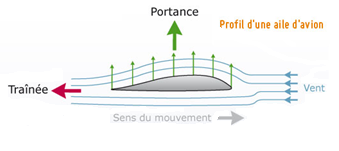 Portance
Profil d'une aile d'avion
Traînée
Vent
Sens du mouvement